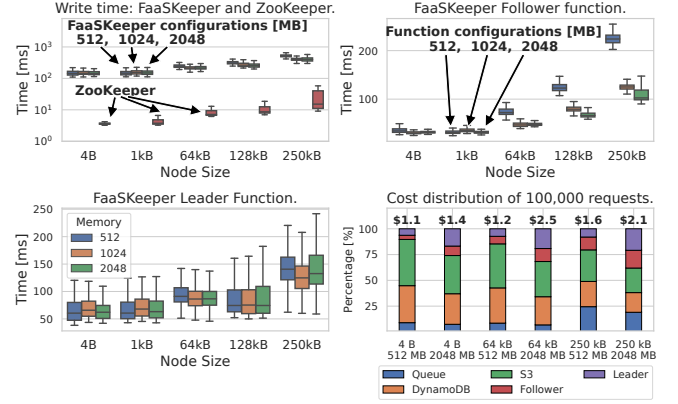 Write time: FaaSKeeper and ZooKeeper.
FaaSKeeper configurations [MB]
512, 1024, 2048
ZooKeeper
Time [ms]
10³
10²
10¹
10⁰
4B 1kB 64kB 128kB 250kB
Node Size
FaaSKeeper Follower function.
Function configurations [MB]
512, 1024, 2048
Time [ms]
200
100
4B 1kB 64kB 128kB 250kB
Node Size
FaaSKeeper Leader Function.
Memory
512
1024
2048
Time [ms]
250
200
150
100
50
4B 1kB 64kB 128kB 250kB
Node Size
Cost distribution of 100,000 requests.
$1.1 $1.4 $1.2 $2.5 $1.6 $2.1
Percentage [%]
100
75
50
25
4 B 4 B 64 kB 64 kB 250 kB 250 kB
512 MB 2048 MB 512 MB 2048 MB 512 MB 2048 MB
Queue S3 Leader
DynamoDB Follower